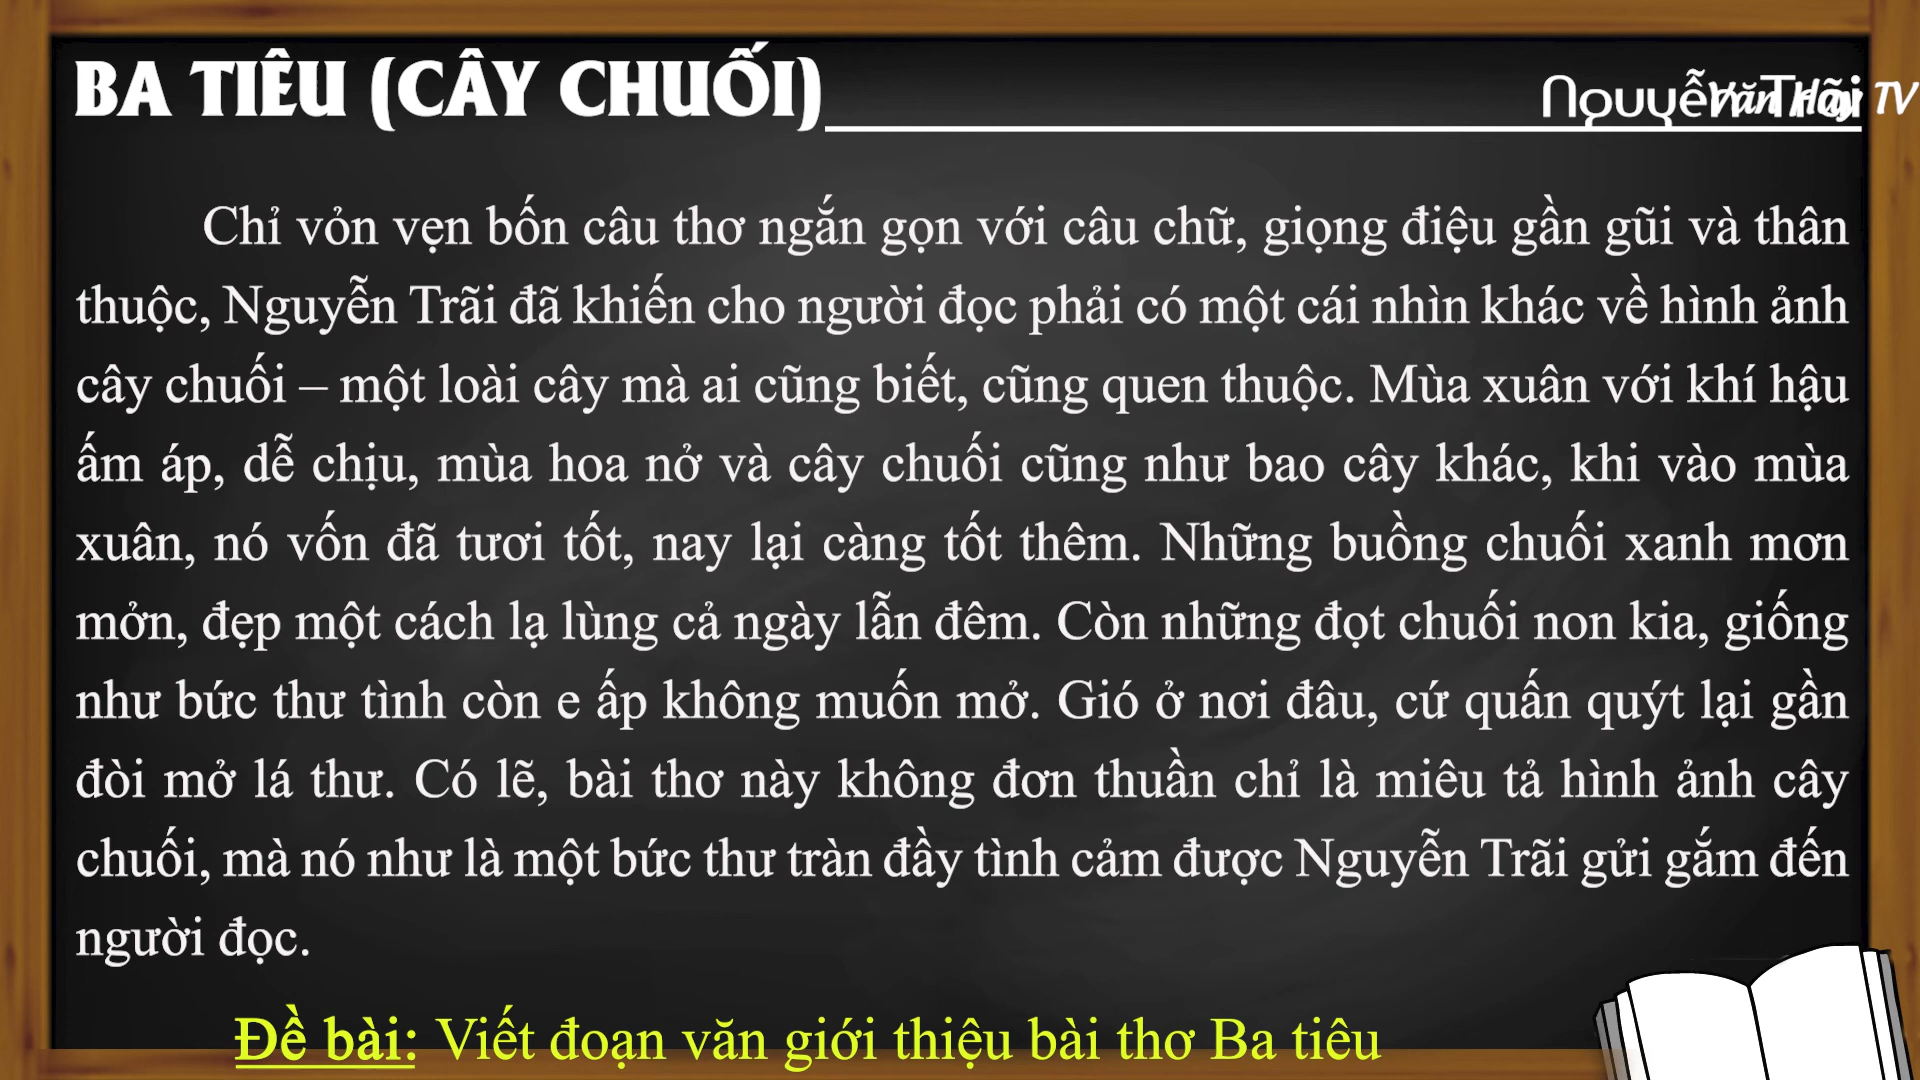 BA TIÊU (CÂY CHUỐI)
Nguyễn Trãi
Văn Hay TV
Chỉ vỏn vẹn bốn câu thơ ngắn gọn với câu chữ, giọng điệu gần gũi và thân
thuộc, Nguyễn Trãi đã khiến cho người đọc phải có một cái nhìn khác về hình ảnh
cây chuối – một loài cây mà ai cũng biết, cũng quen thuộc. Mùa xuân với khí hậu
ấm áp, dễ chịu, mùa hoa nở và cây chuối cũng như bao cây khác, khi vào mùa
xuân, nó vốn đã tươi tốt, nay lại càng tốt thêm. Những buồng chuối xanh mơn
mởn, đẹp một cách lạ lùng cả ngày lẫn đêm. Còn những đọt chuối non kia, giống
như bức thư tình còn e ấp không muốn mở. Gió ở nơi đâu, cứ quấn quýt lại gần
đòi mở lá thư. Có lẽ, bài thơ này không đơn thuần chỉ là miêu tả hình ảnh cây
chuối, mà nó như là một bức thư tràn đầy tình cảm được Nguyễn Trãi gửi gắm đến
người đọc.
Đề bài: Viết đoạn văn giới thiệu bài thơ Ba tiêu